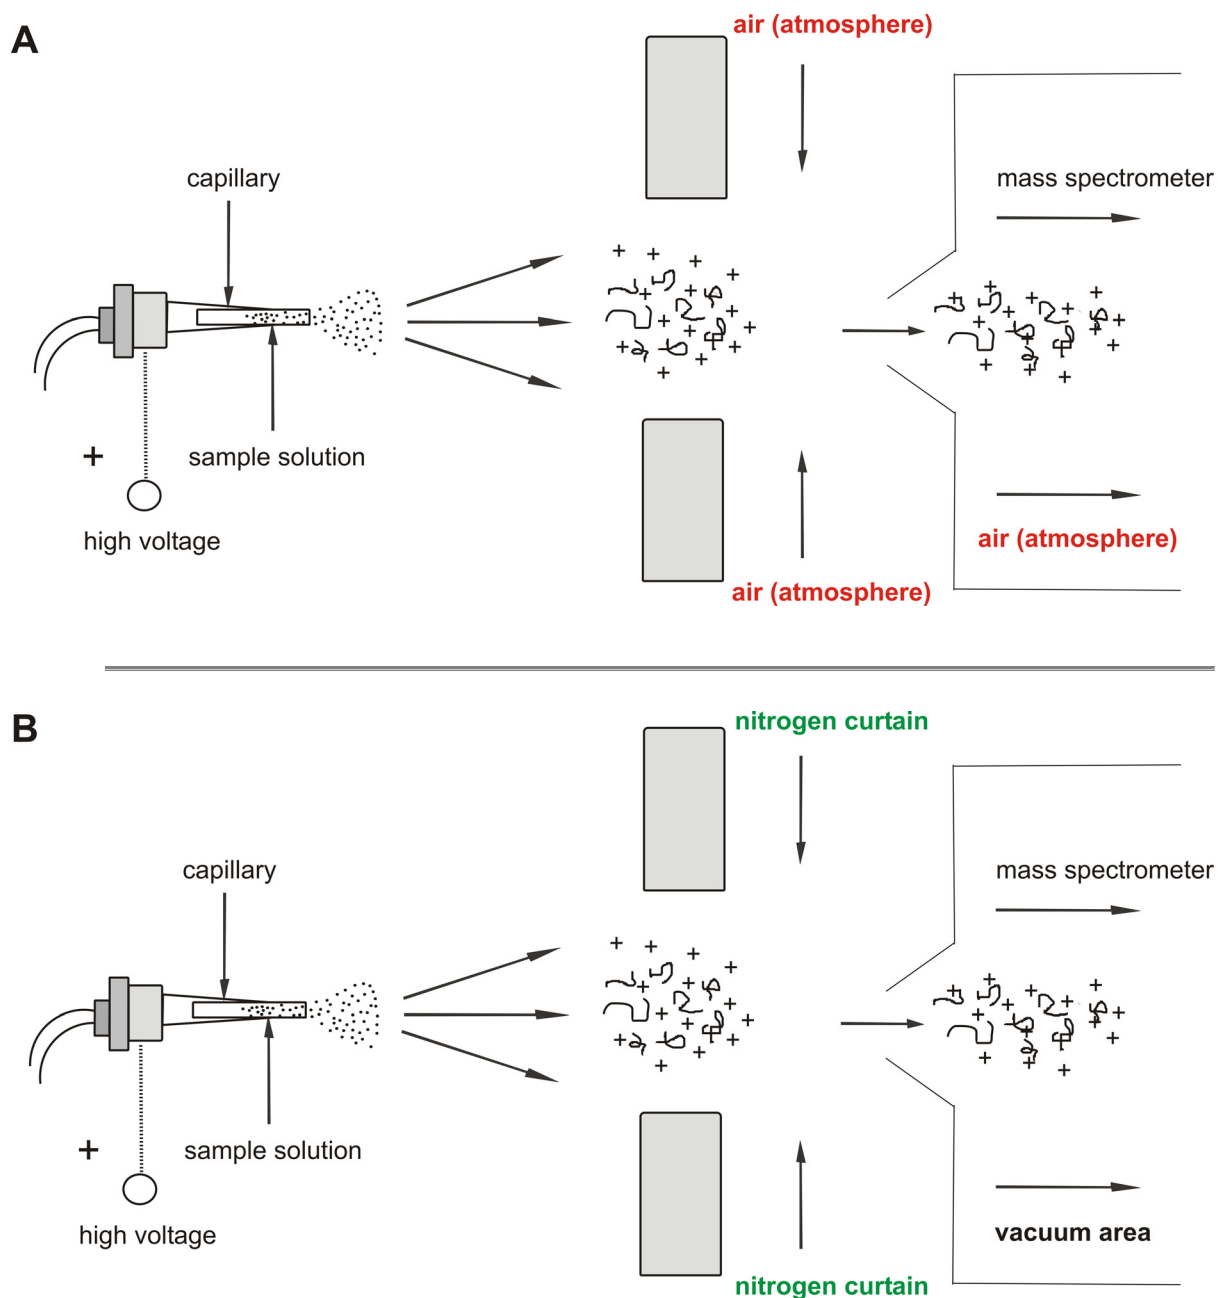 A
air (atmosphere)
capillary
mass spectrometer
+
sample solution
high voltage
air (atmosphere)
air (atmosphere)
B
nitrogen curtain
capillary
mass spectrometer
+
sample solution
high voltage
vacuum area
nitrogen curtain